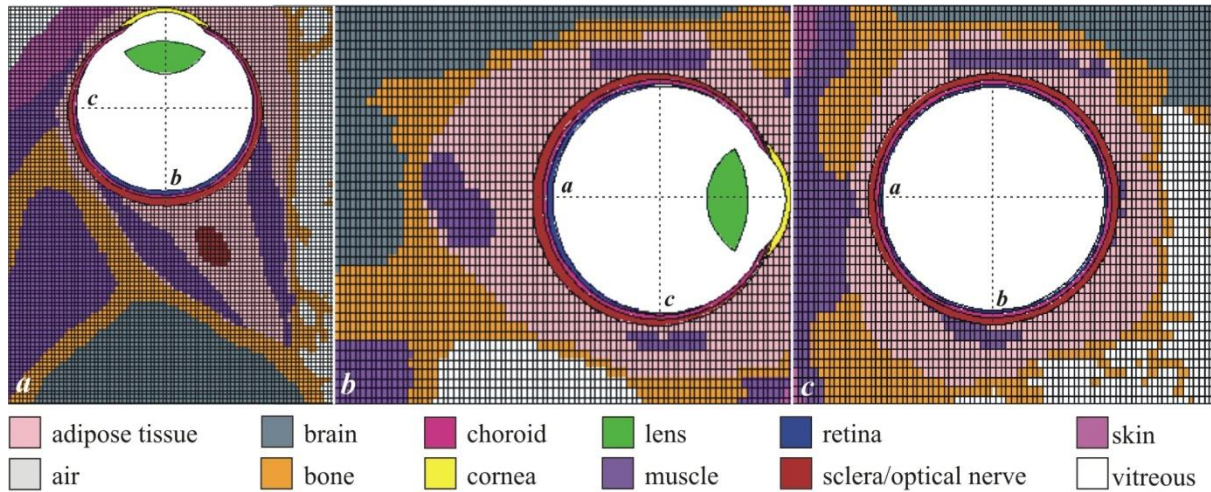 c
b
a
a
c
b
a
b
c
adipose tissue brain choroid lens retina skin
air bone cornea muscle sclera/optical nerve vitreous